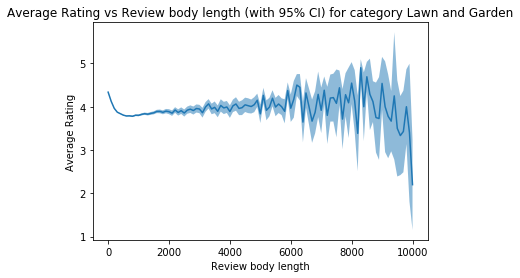 Average Rating vs Review body length (with 95% CI) for category Lawn and Garden
Average Rating
5
4
3
2
1
0 2000 4000 6000 8000 10000
Review body length